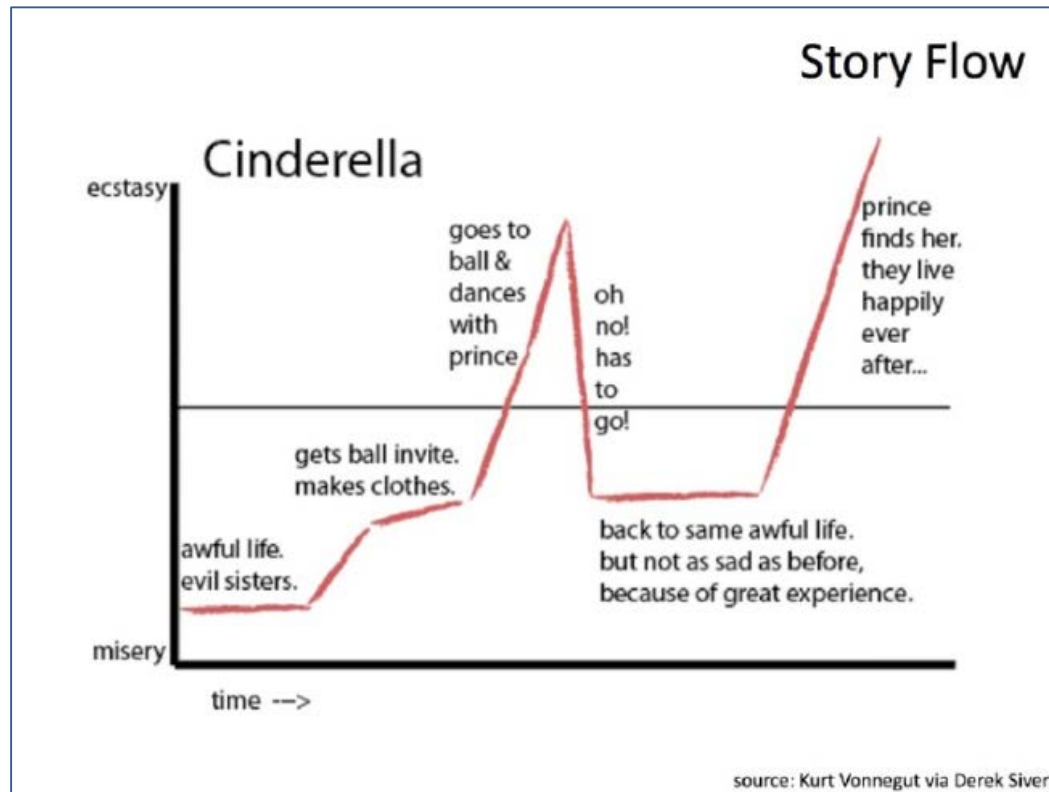 Story Flow
Cinderella
ecstasy
goes to
ball &
dances
with
prince
oh
no!
has
to
go!
prince
finds her.
they live
happily
ever
after...
gets ball invite.
makes clothes.
awful life.
evil sisters.
back to same awful life.
but not as sad as before,
because of great experience.
misery
time --->
source: Kurt Vonnegut via Derek Siver